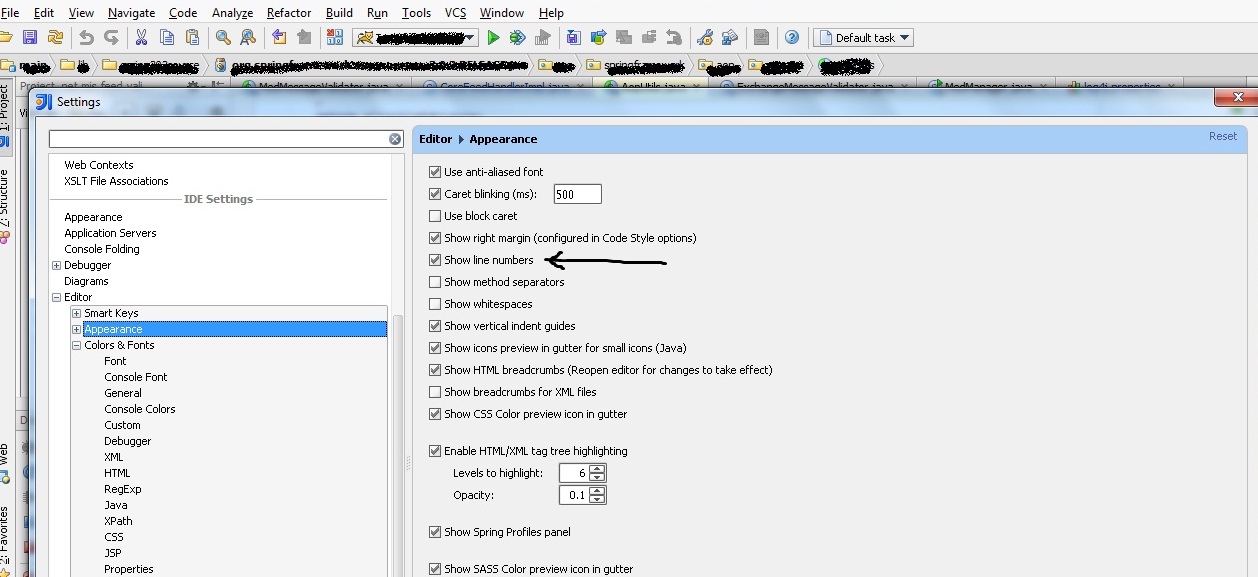 File Edit View Navigate Code Analyze Refactor Build Run Tools VCS Window Help
Default task
1: Project
7: Structure
Web
2: Favorites
Settings
Web Contexts
XSLT File Associations
IDE Settings
Appearance
Application Servers
Console Folding
Debugger
Diagrams
Editor
Smart Keys
Appearance
Colors & Fonts
Font
Console Font
General
Console Colors
Custom
Debugger
XML
HTML
RegExp
Java
XPath
CSS
JSP
Properties
Editor Appearance
Reset
Use anti-aliased font
Caret blinking (ms): 500
Use block caret
Show right margin (configured in Code Style options)
Show line numbers
Show method separators
Show whitespaces
Show vertical indent guides
Show icons preview in gutter for small icons (Java)
Show HTML breadcrumbs (Reopen editor for changes to take effect)
Show breadcrumbs for XML files
Show CSS Color preview icon in gutter
Enable HTML/XML tag tree highlighting
Levels to highlight: 6
Opacity: 0.1
Show Spring Profiles panel
Show SASS Color preview icon in gutter